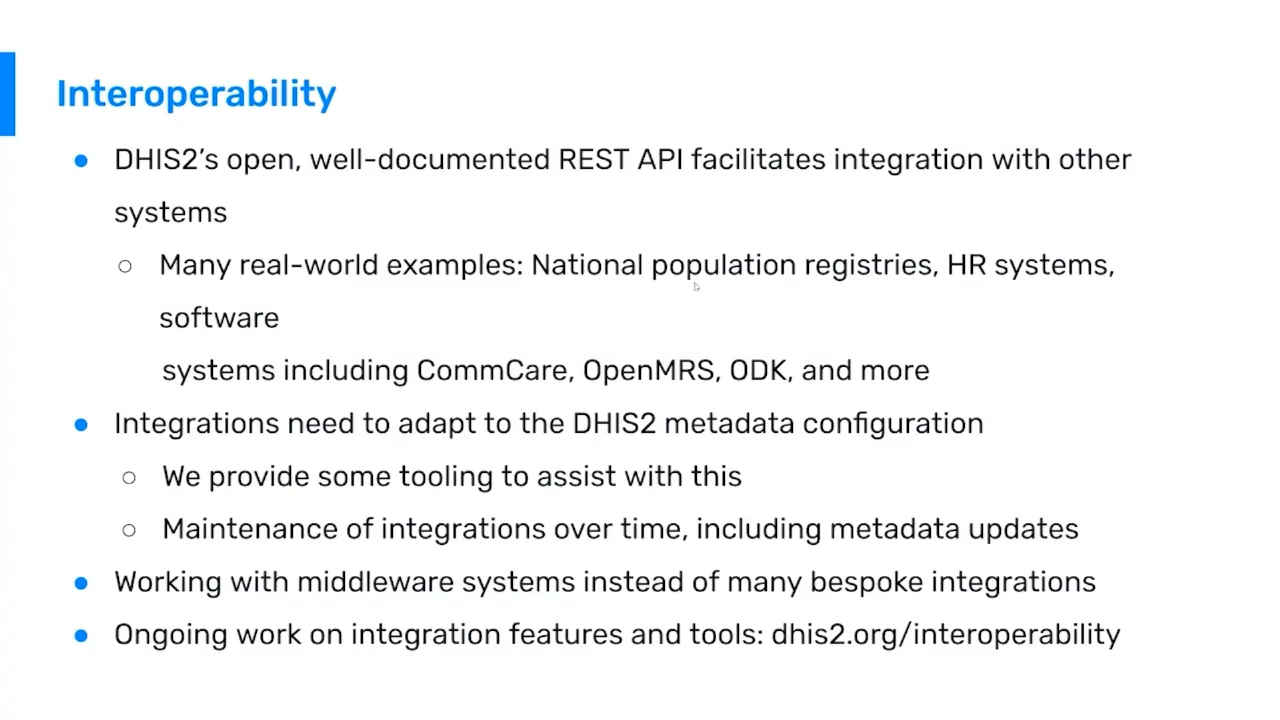 Interoperability
● DHIS2’s open, well-documented REST API facilitates integration with other
systems
○ Many real-world examples: National population registries, HR systems,
software
systems including CommCare, OpenMRS, ODK, and more
● Integrations need to adapt to the DHIS2 metadata configuration
○ We provide some tooling to assist with this
○ Maintenance of integrations over time, including metadata updates
● Working with middleware systems instead of many bespoke integrations
● Ongoing work on integration features and tools: dhis2.org/interoperability